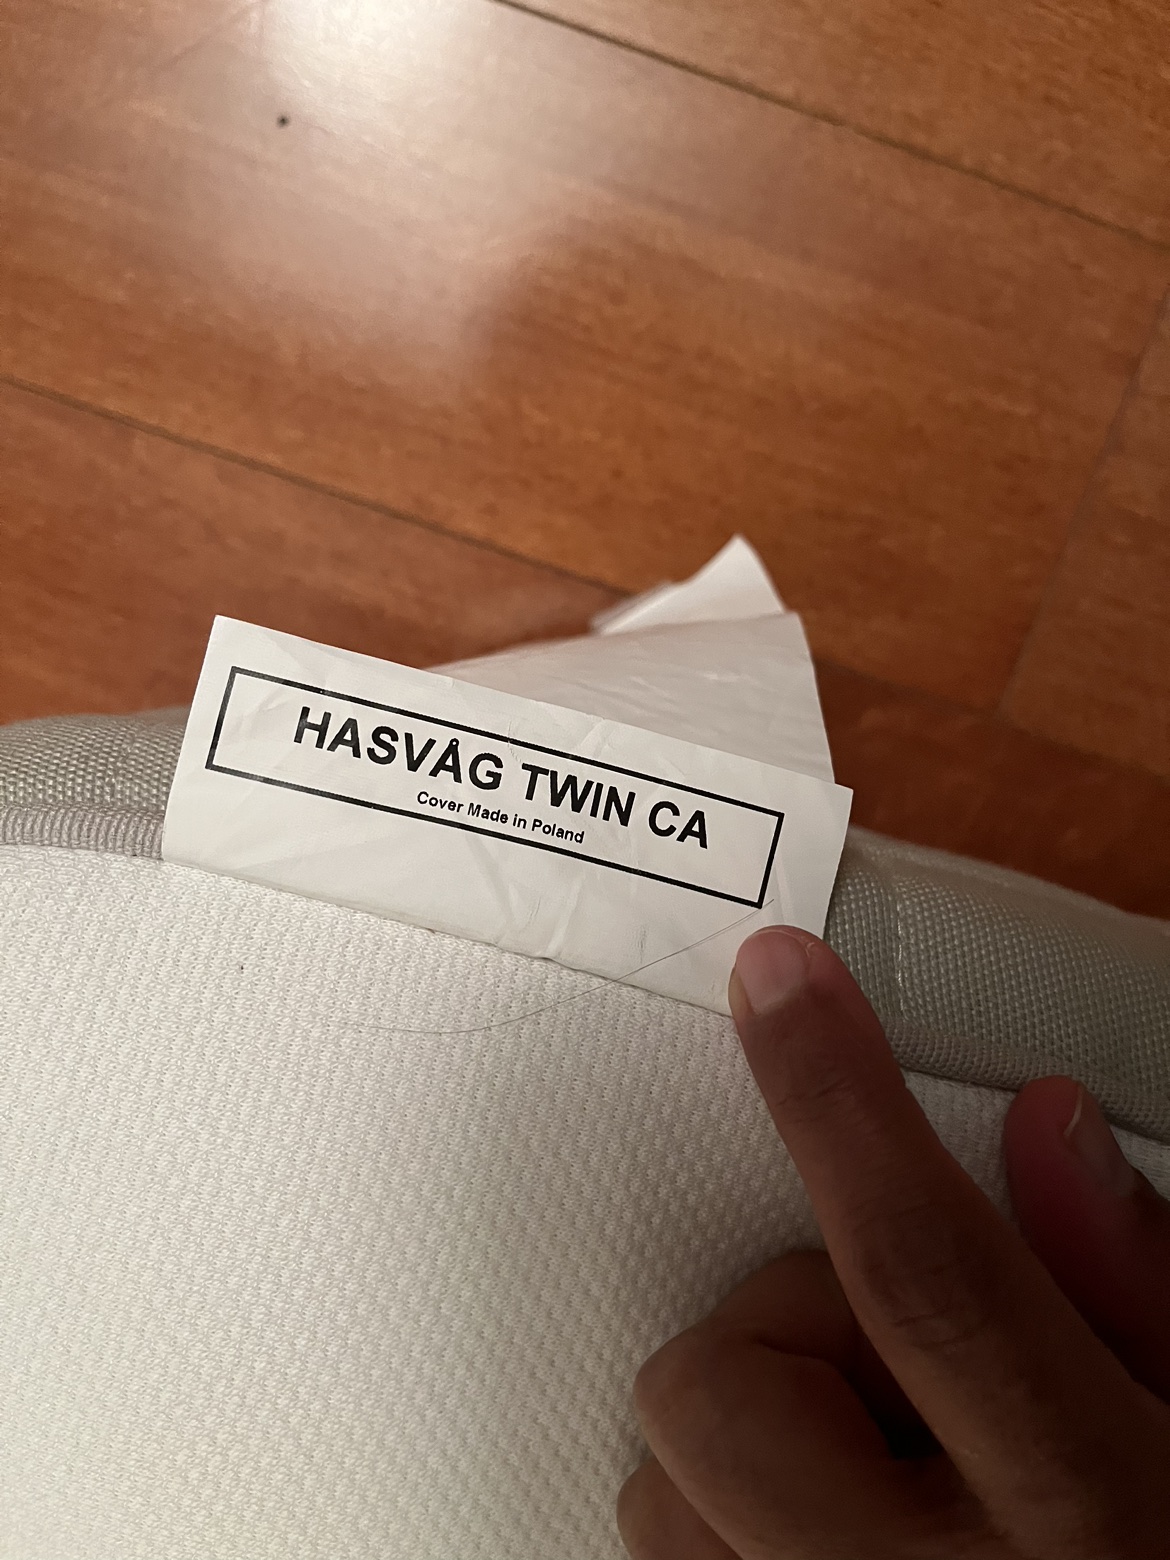 HASVÅG TWIN CA
Cover Made in Poland